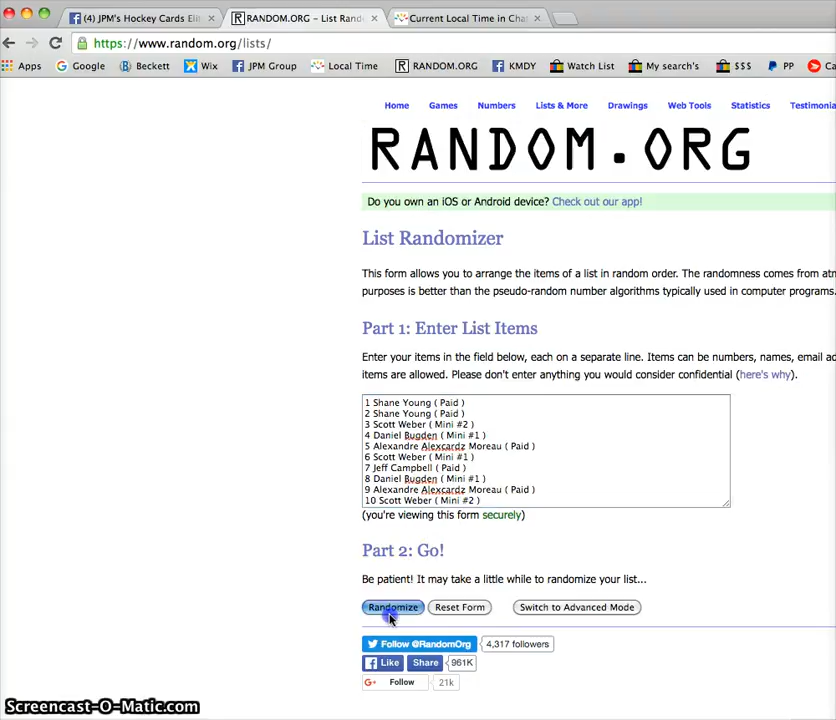 (4) JPM's Hockey Cards Eli
RANDOM.ORG - List Rand
Current Local Time in Cha
https://www.random.org/lists/
Apps Google Beckett Wix JPM Group Local Time RANDOM.ORG KMDY Watch List My search's $$$ PP Ca
Home Games Numbers Lists & More Drawings Web Tools Statistics Testimonia
RANDOM.ORG
Do you own an iOS or Android device? Check out our app!
List Randomizer
This form allows you to arrange the items of a list in random order. The randomness comes from atm
purposes is better than the pseudo-random number algorithms typically used in computer programs.
Part 1: Enter List Items
Enter your items in the field below, each on a separate line. Items can be numbers, names, email ad
items are allowed. Please don't enter anything you would consider confidential (here's why).
1 Shane Young ( Paid )
2 Shane Young ( Paid )
3 Scott Weber ( Mini #2 )
4 Daniel Bugden ( Mini #1 )
5 Alexandre Alexcardz Moreau ( Paid )
6 Scott Weber ( Mini #1 )
7 Jeff Campbell ( Paid )
8 Daniel Bugden ( Mini #1 )
9 Alexandre Alexcardz Moreau ( Paid )
10 Scott Weber ( Mini #2 )
(you're viewing this form securely)
Part 2: Go!
Be patient! It may take a little while to randomize your list...
Randomize Reset Form Switch to Advanced Mode
Follow @RandomOrg 4,317 followers
Like Share 961K
G+ Follow 21k
Screencast-O-Matic.com